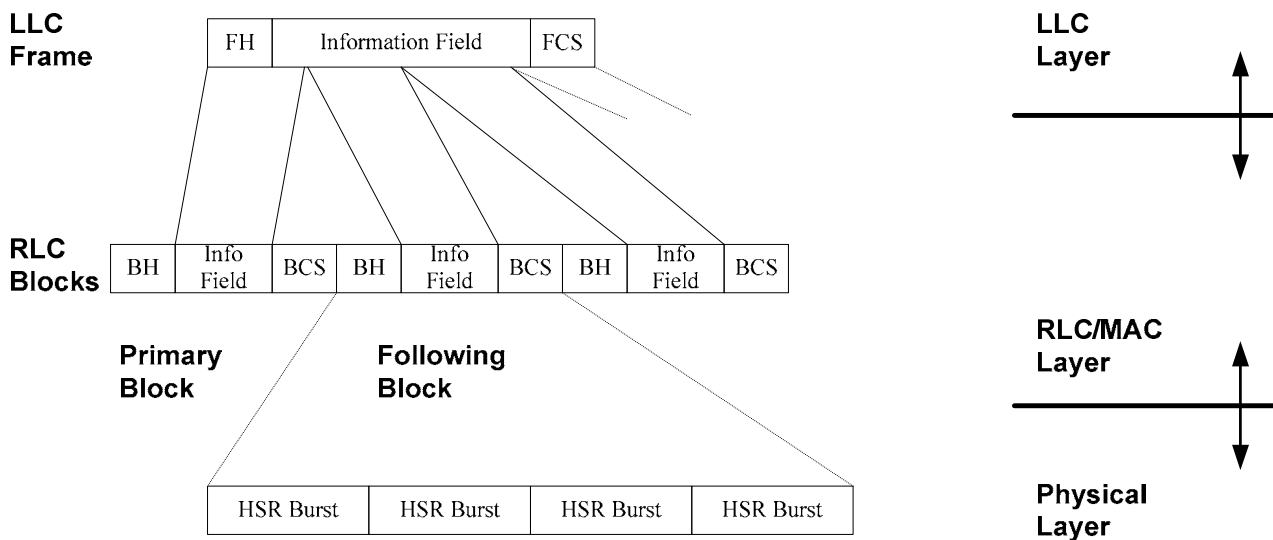 LLC
Frame
FH Information Field FCS
LLC
Layer
RLC
Blocks
BH Info Field BCS BH Info Field BCS BH Info Field BCS
Primary
Block
Following
Block
RLC/MAC
Layer
HSR Burst HSR Burst HSR Burst HSR Burst
Physical
Layer